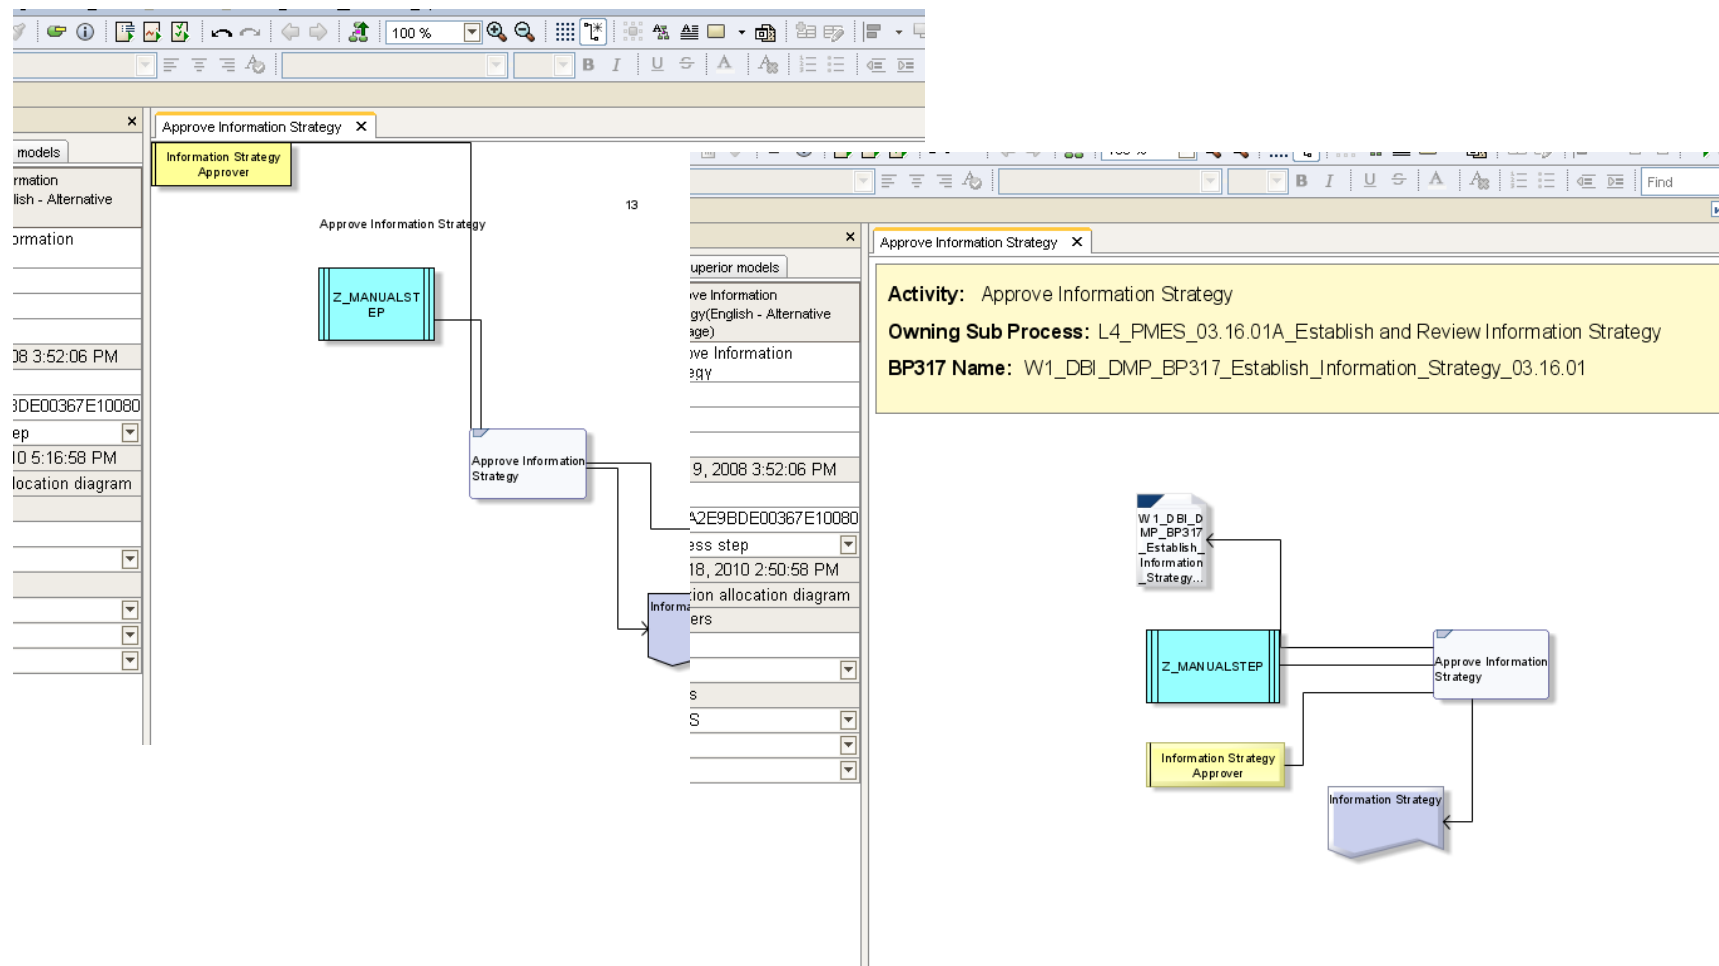 100 %
B I U S A
Approve Information Strategy
models
rmation
lish - Alternative
ormation
08 3:52:06 PM
BDE00367E10080
ep
10 5:16:58 PM
location diagram
Information Strategy
Approver
13
Approve Information Strategy
Z_MANUALST
EP
Approve Information
Strategy
Informa
B I U S A
Find
Approve Information Strategy
uperior models
ove Information
gy(English - Alternative
age)
ove Information
egy
9, 2008 3:52:06 PM
A2E9BDE00367E10080
ess step
18, 2010 2:50:58 PM
tion allocation diagram
ers
s
S
Activity: Approve Information Strategy
Owning Sub Process: L4_PMES_03.16.01A_Establish and Review Information Strategy
BP317 Name: W1_DBI_DMP_BP317_Establish_Information_Strategy_03.16.01
W1_DBI_D
MP_BP317
_Establish_
Information
_Strategy...
Z_MANUALSTEP
Approve Information
Strategy
Information Strategy
Approver
Information Strategy